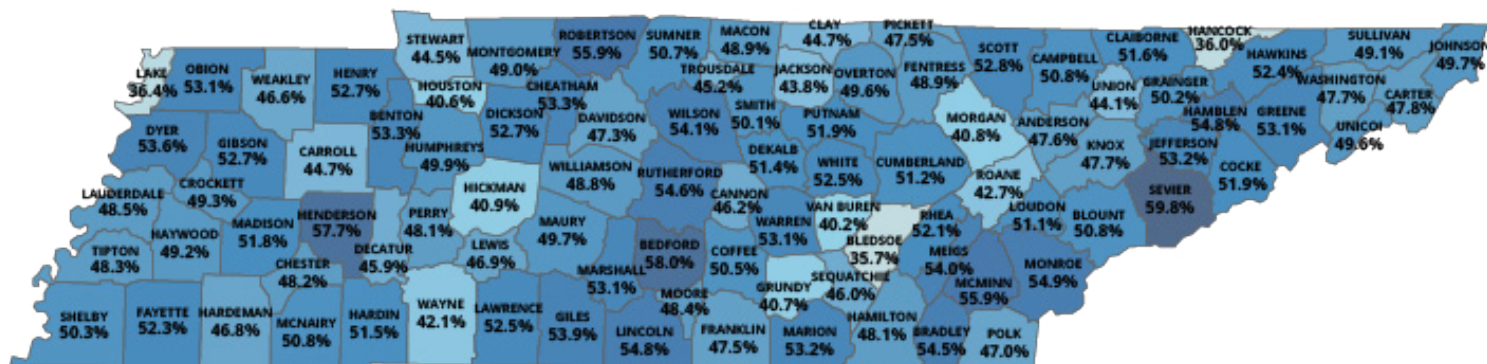 CLAY
44.7%
PICKETT
47.5%
HANCOCK
36.0%
STEWART
44.5%
MONTGOMERY
49.0%
ROBERTSON
55.9%
SUMNER
50.7%
MACON
48.9%
SCOTT
52.8%
CAMPBELL
50.8%
CLAIBORNE
51.6%
HAWKINS
52.4%
SULLIVAN
49.1%
JOHNSON
49.7%
LAKE
36.4%
OBION
53.1%
WEAKLEY
46.6%
HENRY
52.7%
HOUSTON
40.6%
CHEATHAM
53.3%
TROUSDALE
45.2%
JACKSON
43.8%
OVERTON
49.6%
FENTRESS
48.9%
UNION
44.1%
GRAINGER
50.2%
WASHINGTON
47.7%
CARTER
47.8%
BENTON
53.3%
DICKSON
52.7%
DAVIDSON
47.3%
WILSON
54.1%
SMITH
50.1%
PUTNAM
51.9%
MORGAN
40.8%
ANDERSON
47.6%
HAMBLEN
54.8%
GREENE
53.1%
UNICOI
49.6%
DYER
53.6%
GIBSON
52.7%
CARROLL
44.7%
HUMPHREYS
49.9%
WILLIAMSON
48.8%
RUTHERFORD
54.6%
DEKALB
51.4%
WHITE
52.5%
CUMBERLAND
51.2%
ROANE
42.7%
KNOX
47.7%
JEFFERSON
53.2%
COCKE
51.9%
LAUDERDALE
48.5%
CROCKETT
49.3%
HICKMAN
40.9%
CANNON
46.2%
VAN BUREN
40.2%
SEVIER
59.8%
TIPTON
48.3%
HAYWOOD
49.2%
MADISON
51.8%
HENDERSON
57.7%
DECATUR
45.9%
PERRY
48.1%
LEWIS
46.9%
MAURY
49.7%
BEDFORD
58.0%
COFFEE
50.5%
WARREN
53.1%
BLEDSOE
35.7%
RHEA
52.1%
LOUDON
51.1%
BLOUNT
50.8%
CHESTER
48.2%
MARSHALL
53.1%
SEQUATCHIE
46.0%
MEIGS
54.0%
MCMINN
55.9%
MONROE
54.9%
SHELBY
50.3%
FAYETTE
52.3%
HARDEMAN
46.8%
MCNAIRY
50.8%
HARDIN
51.5%
WAYNE
42.1%
LAWRENCE
52.5%
GILES
53.9%
MOORE
48.4%
LINCOLN
54.8%
FRANKLIN
47.5%
GRUNDY
40.7%
MARION
53.2%
HAMILTON
48.1%
BRADLEY
54.5%
POLK
47.0%